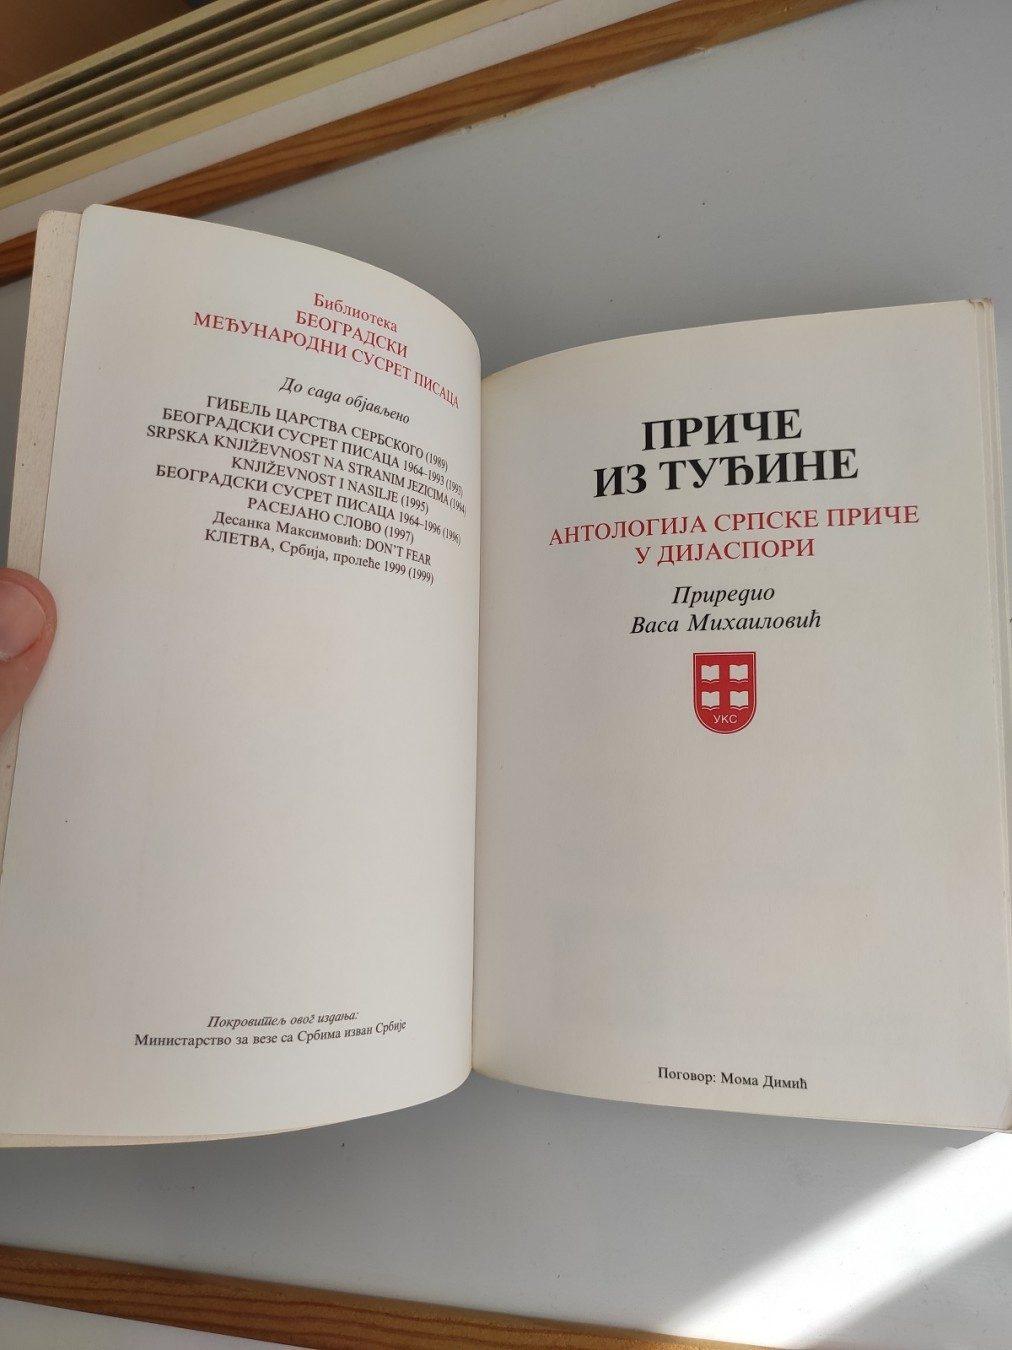 Библиотека
БЕОГРАДСКИ
МЕЂУНАРОДНИ СУСРЕТ ПИСАЦА
До сада објављено
ГИБЕЛЬ ЦАРСТВА СЕРБСКОГО (1989)
БЕОГРАДСКИ СУСРЕТ ПИСАЦА 1964–1993 (1993)
SRPSKA KNJIŽEVNOST NA STRANIM JEZICIMA (1994)
KNJIŽEVNOST I NASILJE (1995)
БЕОГРАДСКИ СУСРЕТ ПИСАЦА 1964–1996 (1996)
РАСЕЈАНО СЛОВО (1997)
Десанка Максимовић: DON'T FEAR
КЛЕТВА, Србија, пролеће 1999 (1999)
Покровитељ овог издања:
Министарство за везе са Србима изван Србије
ПРИЧЕ
ИЗ ТУЂИНЕ
АНТОЛОГИЈА СРПСКЕ ПРИЧЕ
У ДИЈАСПОРИ
Приредио
Васа Михаиловић
УКС
Поговор: Мома Димић